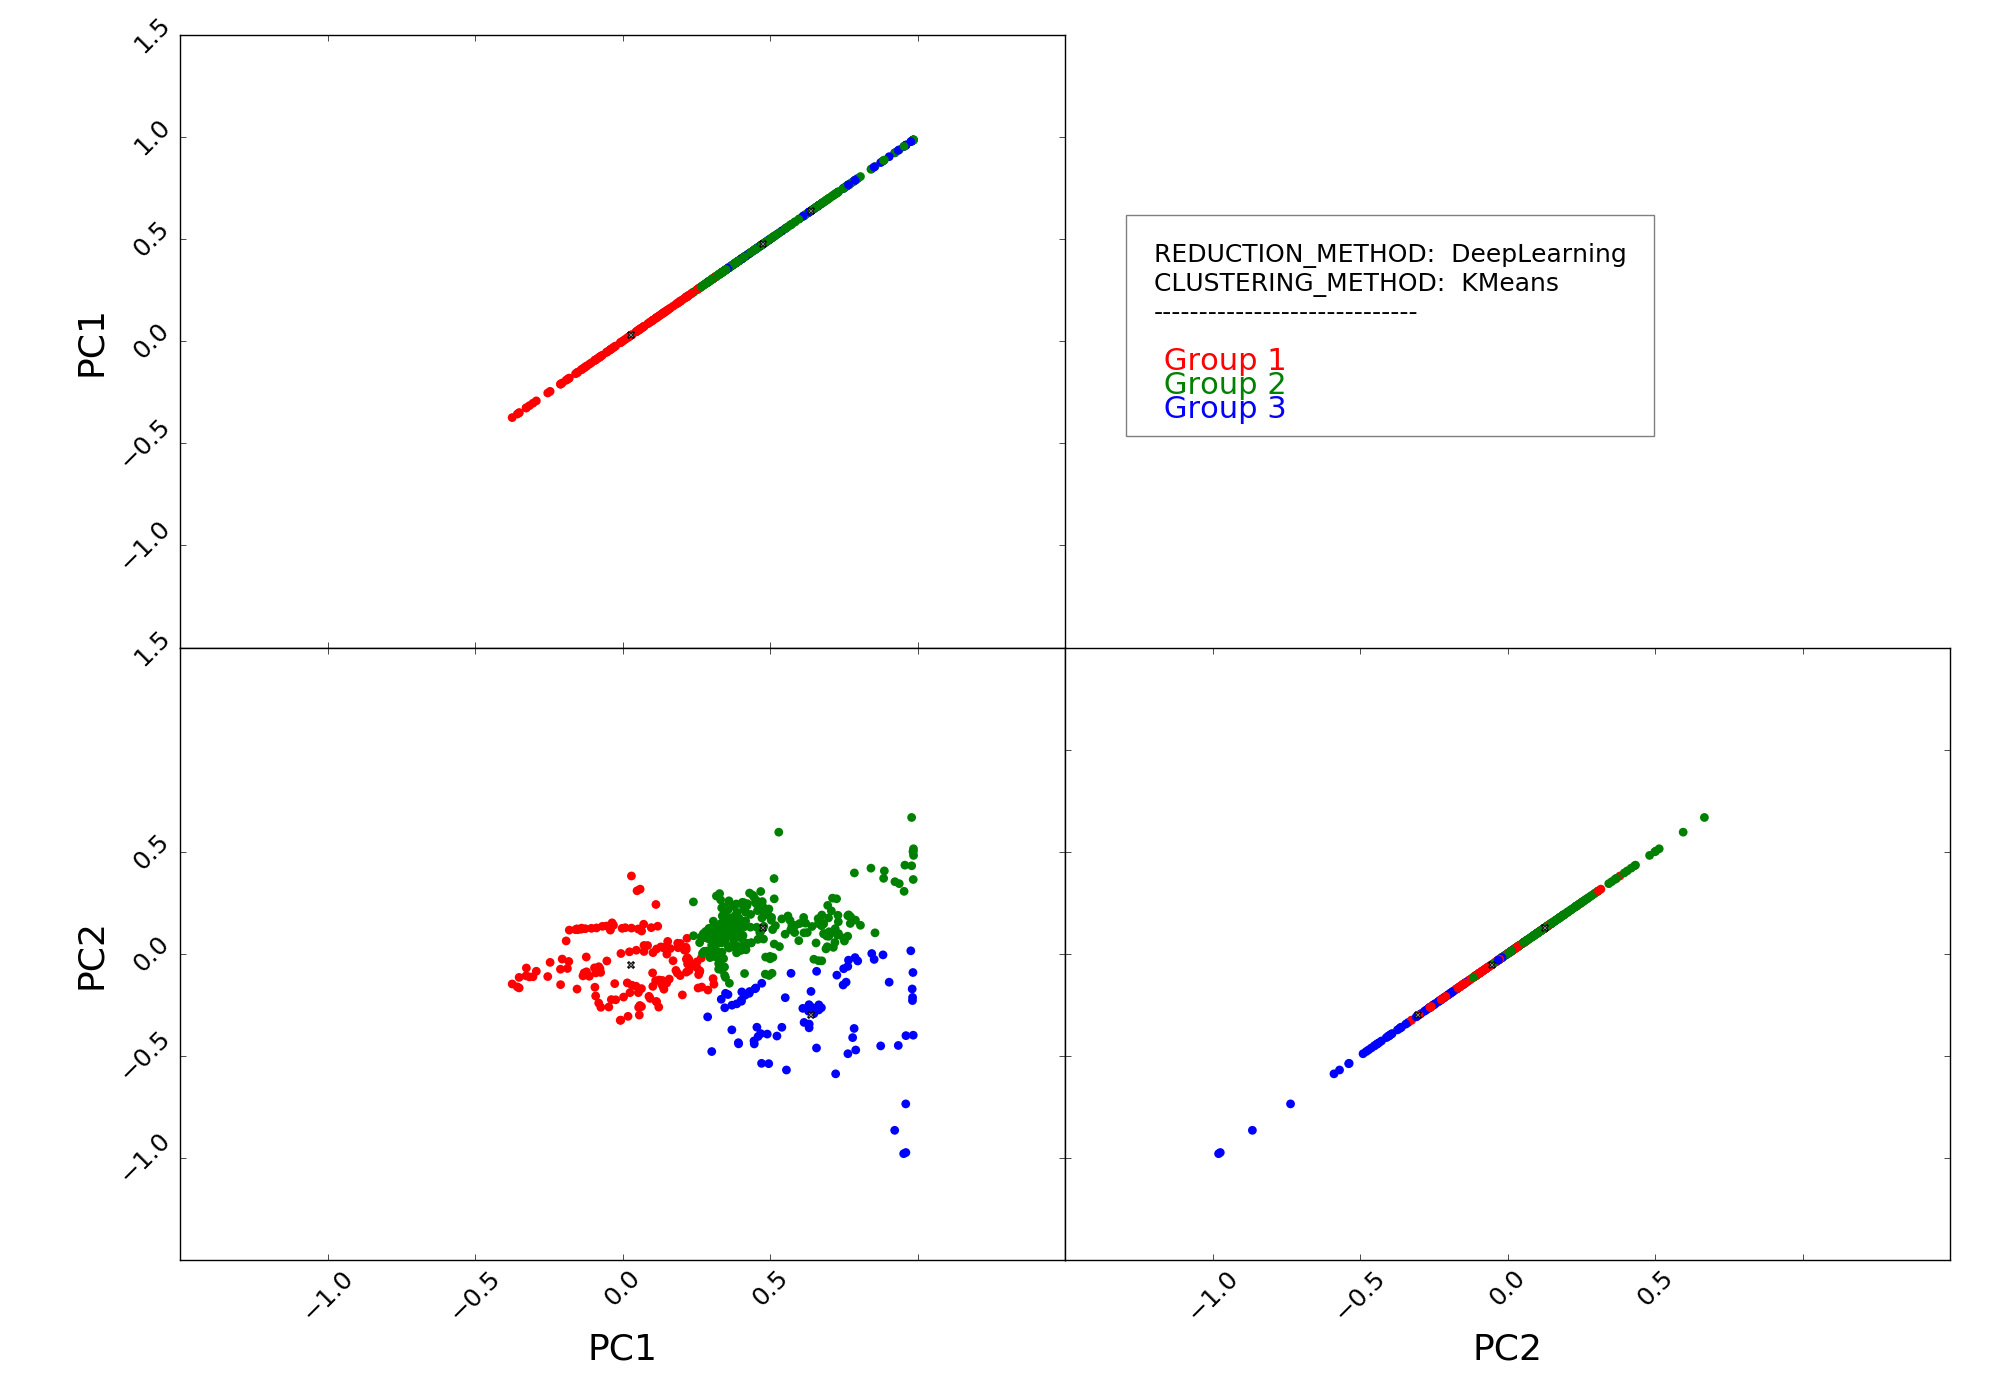 1.5
1.0
0.5
0.0
−0.5
−1.0
PC1
REDUCTION_METHOD:  DeepLearning
CLUSTERING_METHOD:  KMeans
-----------------------------
Group 1
Group 2
Group 3
1.5
0.5
0.0
−0.5
−1.0
PC2
−1.0 −0.5 0.0 0.5
PC1
−1.0 −0.5 0.0 0.5
PC2